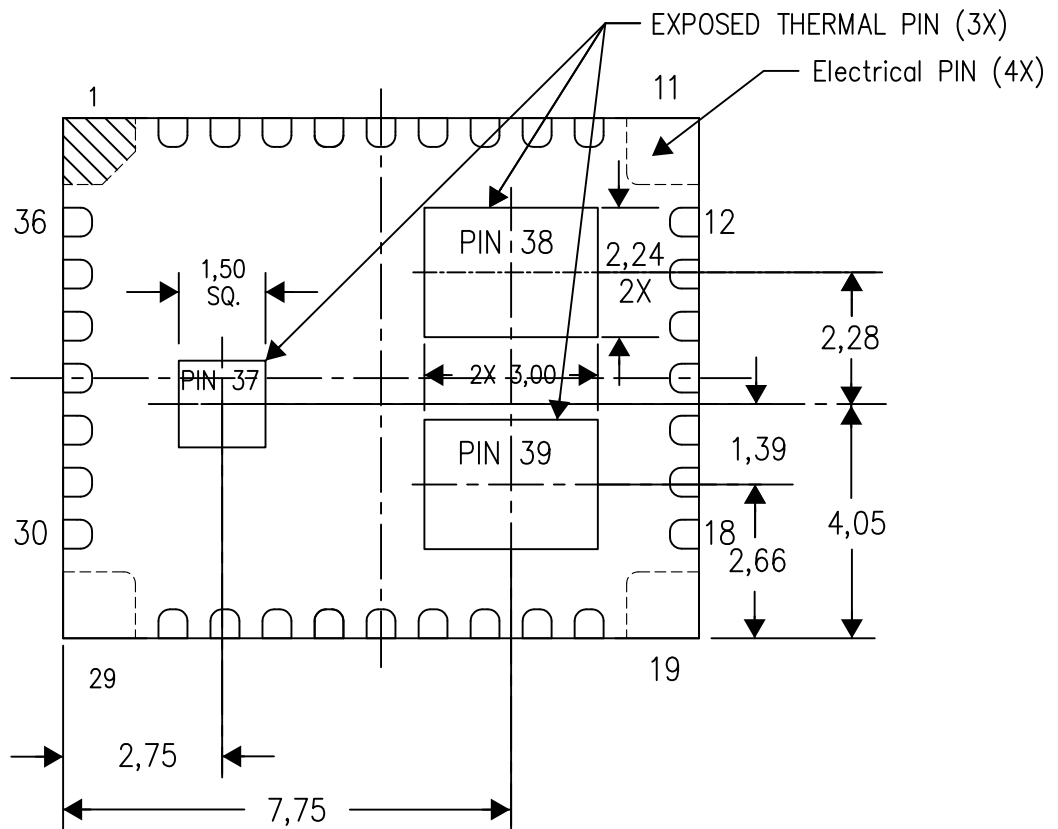 EXPOSED THERMAL PIN (3X)
Electrical PIN (4X)
1
11
36
12
PIN 38
2,24
2X
1,50
SQ.
2,28
PIN 37
2X 3,00
1,39
PIN 39
30
18
4,05
2,66
29
19
2,75
7,75